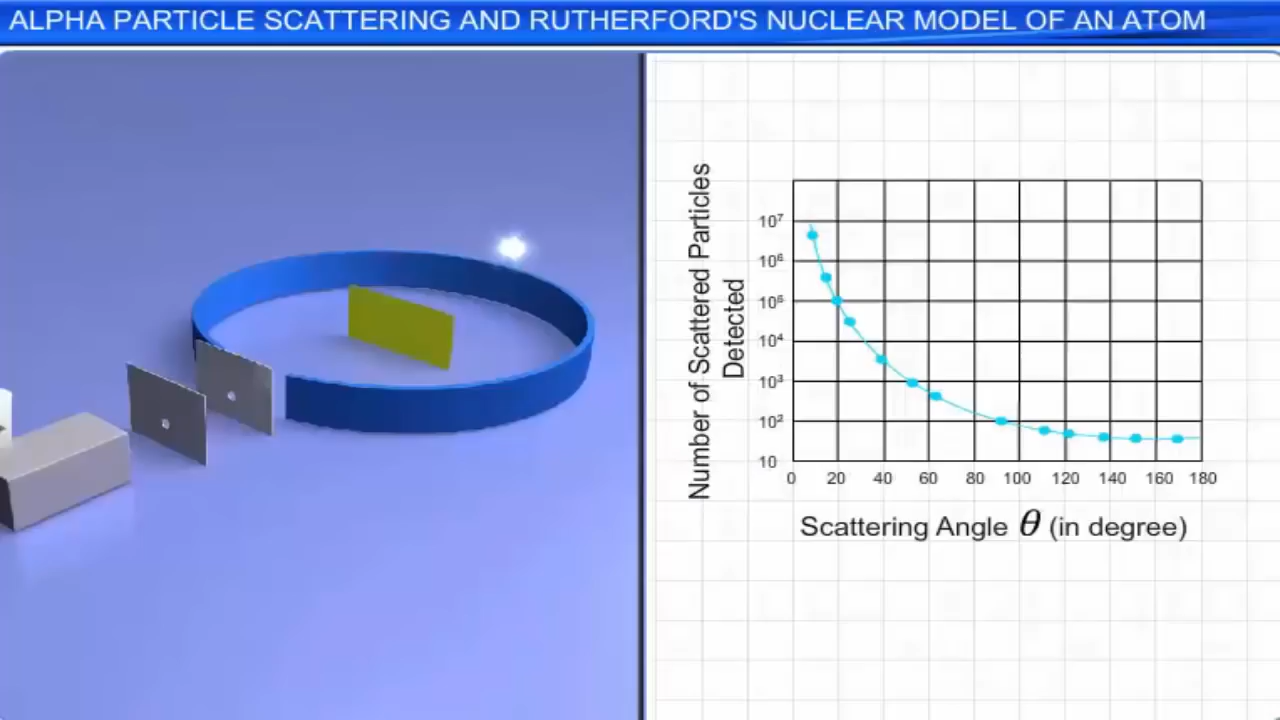 ALPHA PARTICLE SCATTERING AND RUTHERFORD'S NUCLEAR MODEL OF AN ATOM
Number of Scattered Particles
Detected
10⁷
10⁶
10⁵
10⁴
10³
10²
10
0 20 40 60 80 100 120 140 160 180
Scattering Angle θ (in degree)